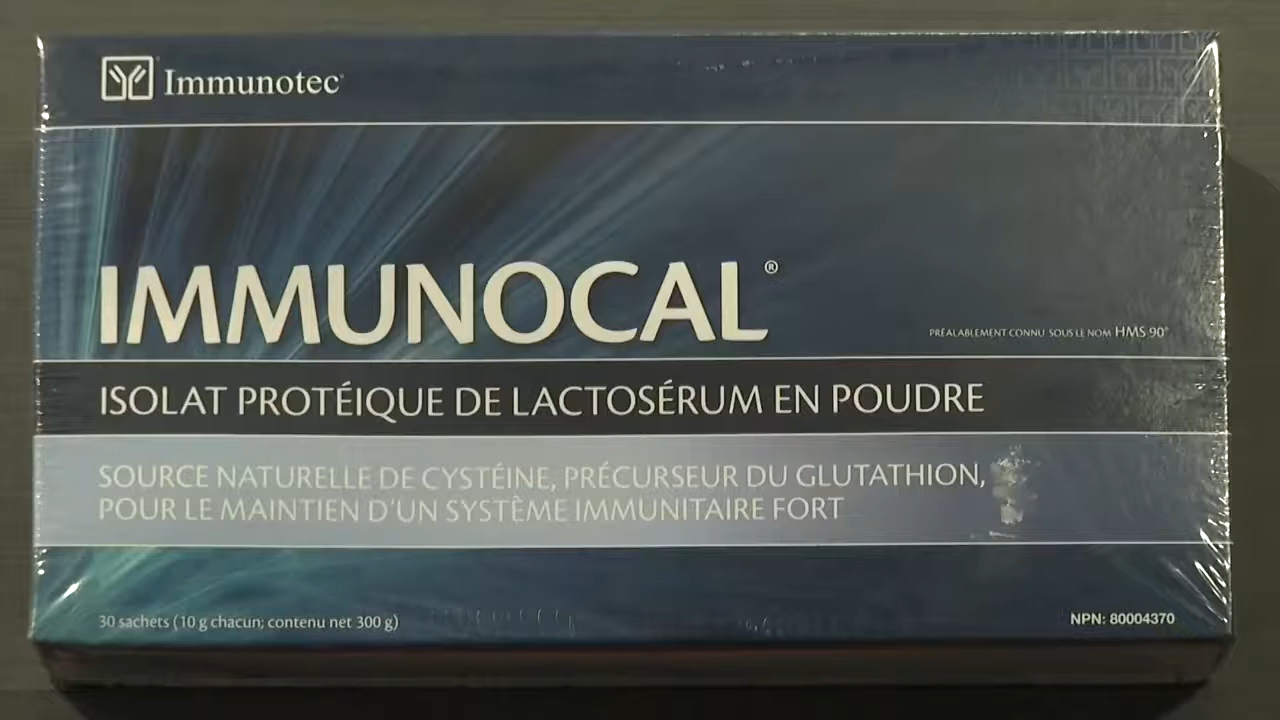 Immunotec
IMMUNOCAL®
PRÉALABLEMENT CONNU SOUS LE NOM HMS 90®
ISOLAT PROTÉIQUE DE LACTOSÉRUM EN POUDRE
SOURCE NATURELLE DE CYSTÉINE, PRÉCURSEUR DU GLUTATHION,
POUR LE MAINTIEN D'UN SYSTÈME IMMUNITAIRE FORT
30 sachets (10 g chacun; contenu net 300 g)
NPN: 80004370